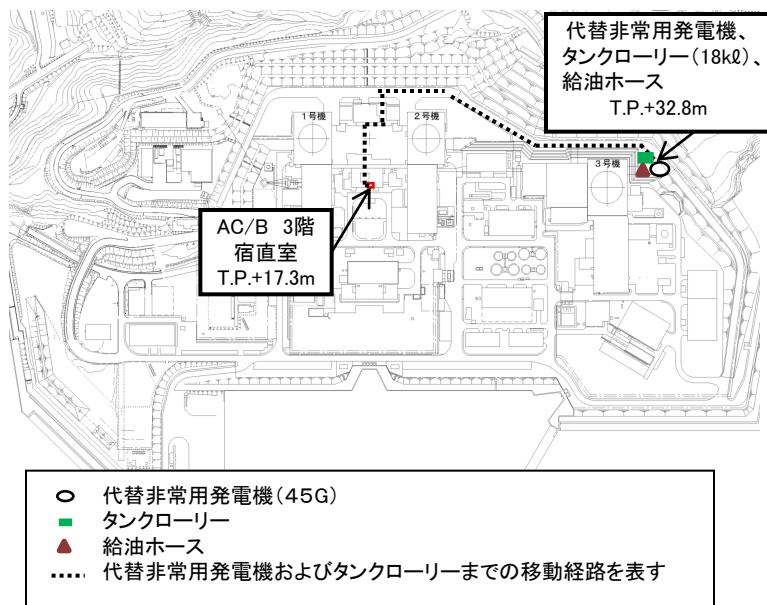 代替非常用発電機、
タンクローリー(18kℓ)、
給油ホース
T.P.+32.8m
1号機
2号機
3号機
AC/B 3階
宿直室
T.P.+17.3m
代替非常用発電機(45G)
タンクローリー
給油ホース
代替非常用発電機およびタンクローリーまでの移動経路を表す